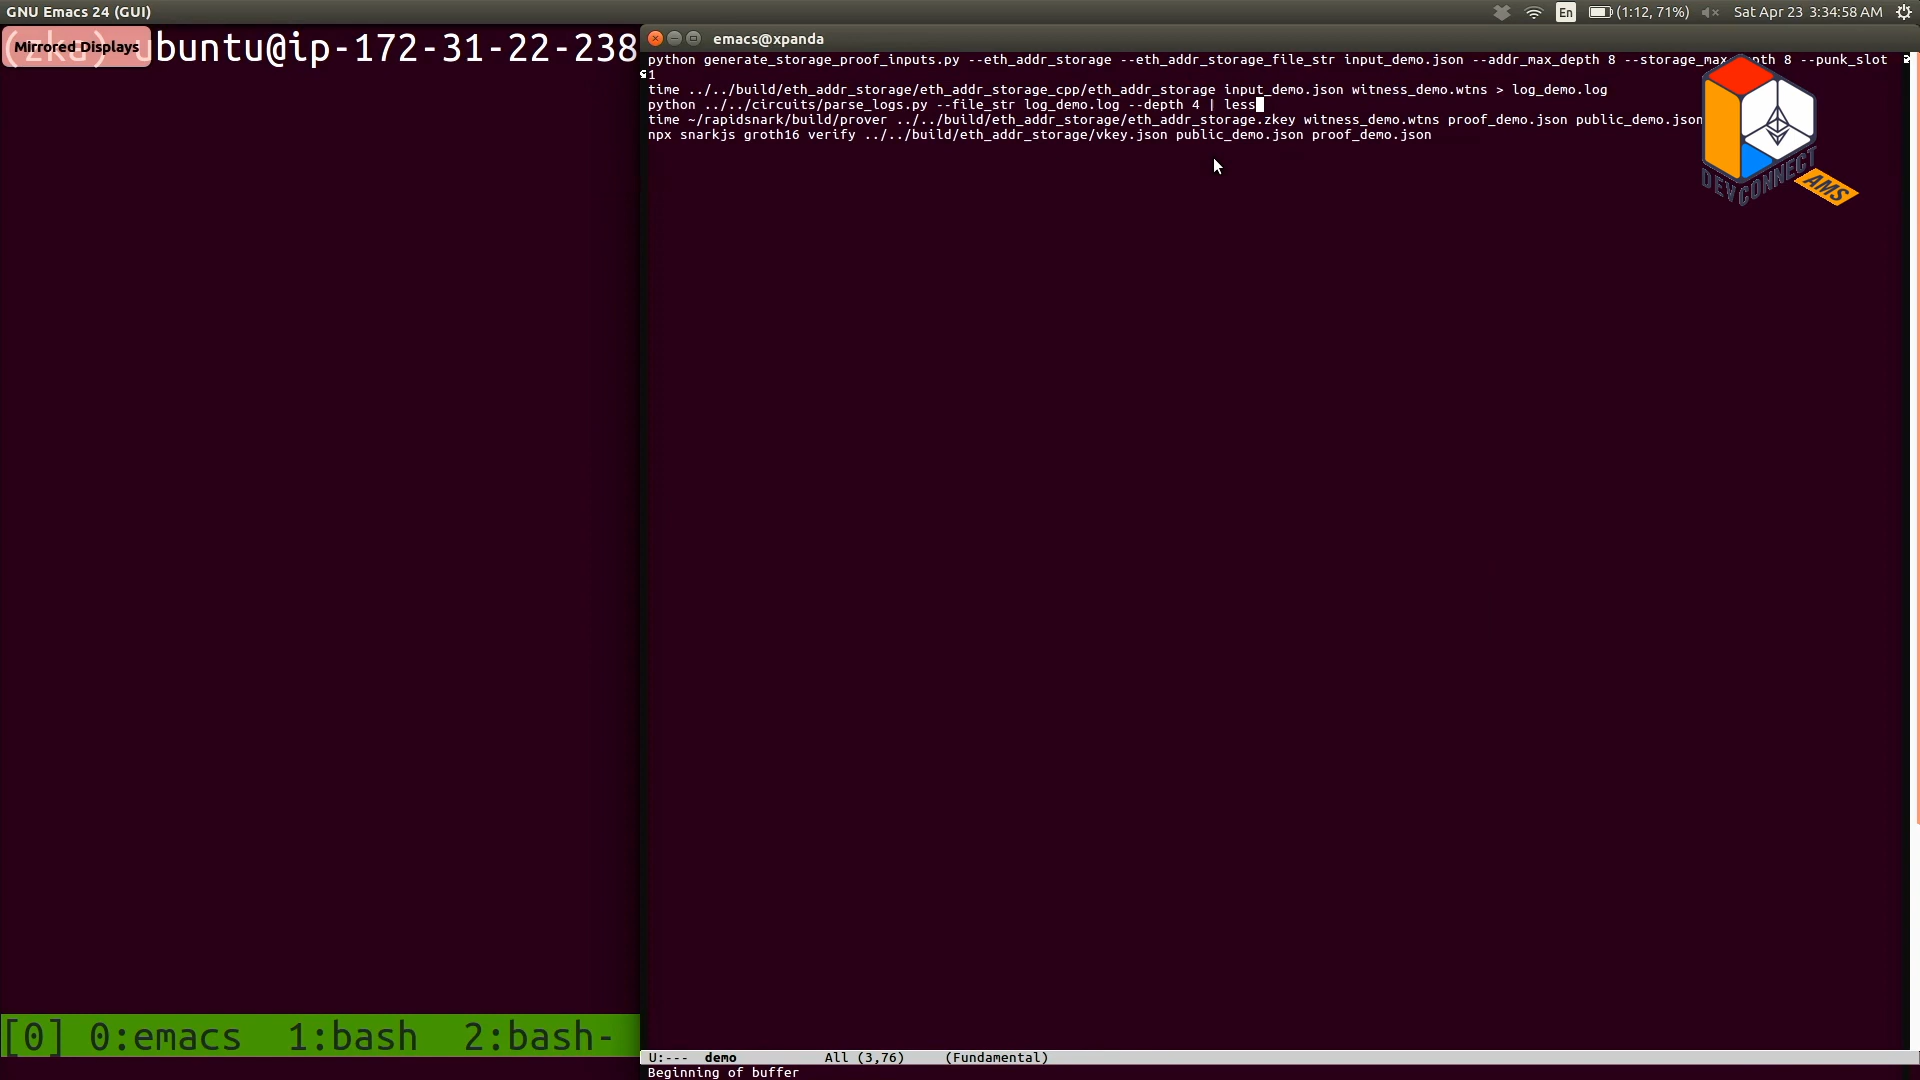 GNU Emacs 24 (GUI)
En
(1:12, 71%)
Sat Apr 23 3:34:58 AM
Mirrored Displays
(zka) ubuntu@ip-172-31-22-238
emacs@xpanda
python generate_storage_proof_inputs.py --eth_addr_storage --eth_addr_storage_file_str input_demo.json --addr_max_depth 8 --storage_max_depth 8 --punk_slot
1
time ../../build/eth_addr_storage/eth_addr_storage_cpp/eth_addr_storage input_demo.json witness_demo.wtns > log_demo.log
python ../../circuits/parse_logs.py --file_str log_demo.log --depth 4 | less
time ~/rapidsnark/build/prover ../../build/eth_addr_storage/eth_addr_storage.zkey witness_demo.wtns proof_demo.json public_demo.json
npx snarkjs groth16 verify ../../build/eth_addr_storage/vkey.json public_demo.json proof_demo.json
DEVCONNECT
AMS
[0] 0:emacs 1:bash 2:bash-
U:--- demo All (3,76) (Fundamental)
Beginning of buffer